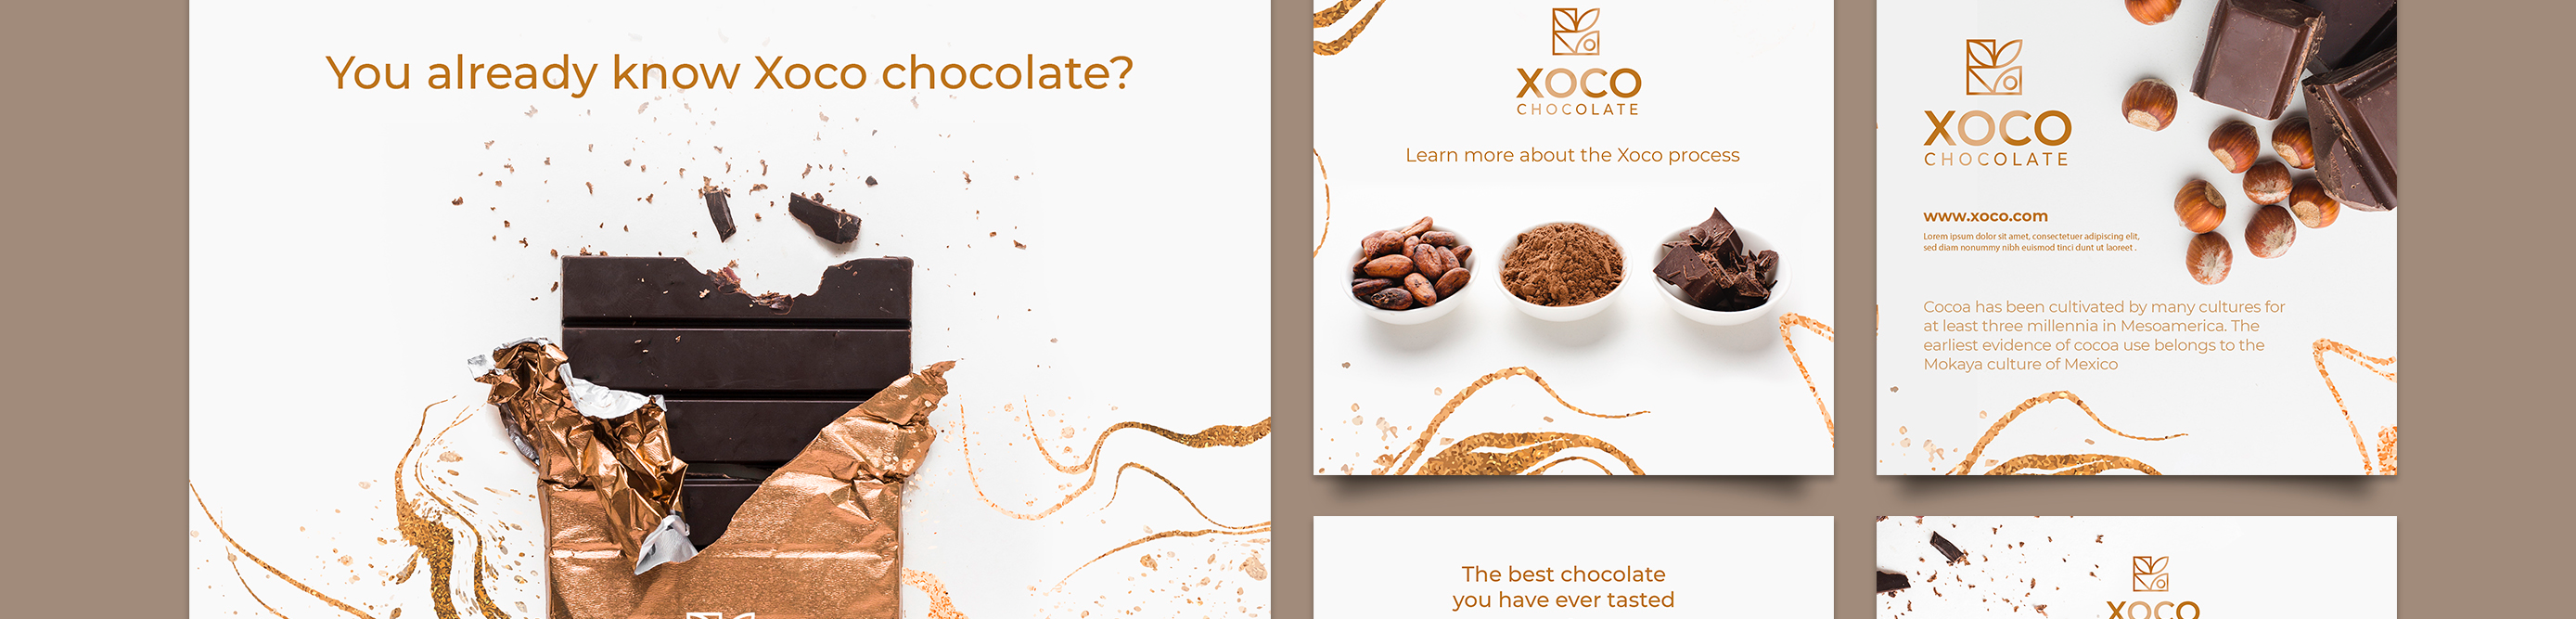 You already know Xoco chocolate?
XOCO
CHOCOLATE
Learn more about the Xoco process
XOCO
CHOCOLATE
www.xoco.com
Lorem ipsum dolor sit amet, consectetuer adipiscing elit,
sed diam nonummy nibh euismod tinci dunt ut laoreet .
Cocoa has been cultivated by many cultures for
at least three millennia in Mesoamerica. The
earliest evidence of cocoa use belongs to the
Mokaya culture of Mexico
The best chocolate
you have ever tasted
XOCO